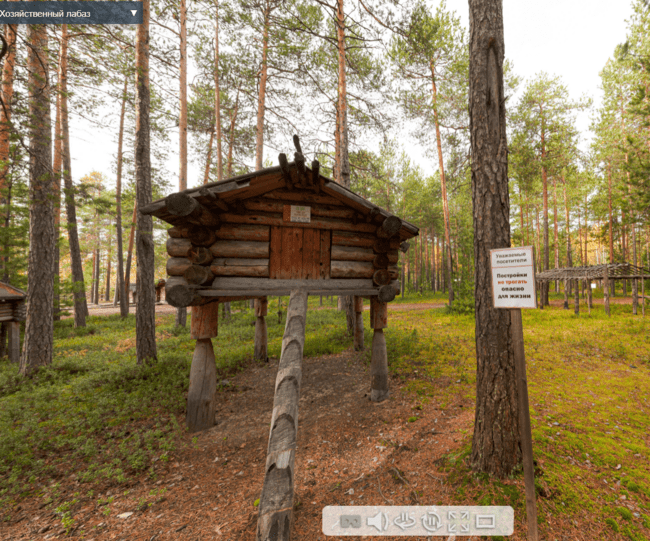 Хозяйственный лабаз
Уважаемые
посетители
Постройки
не трогать
опасно
для жизни